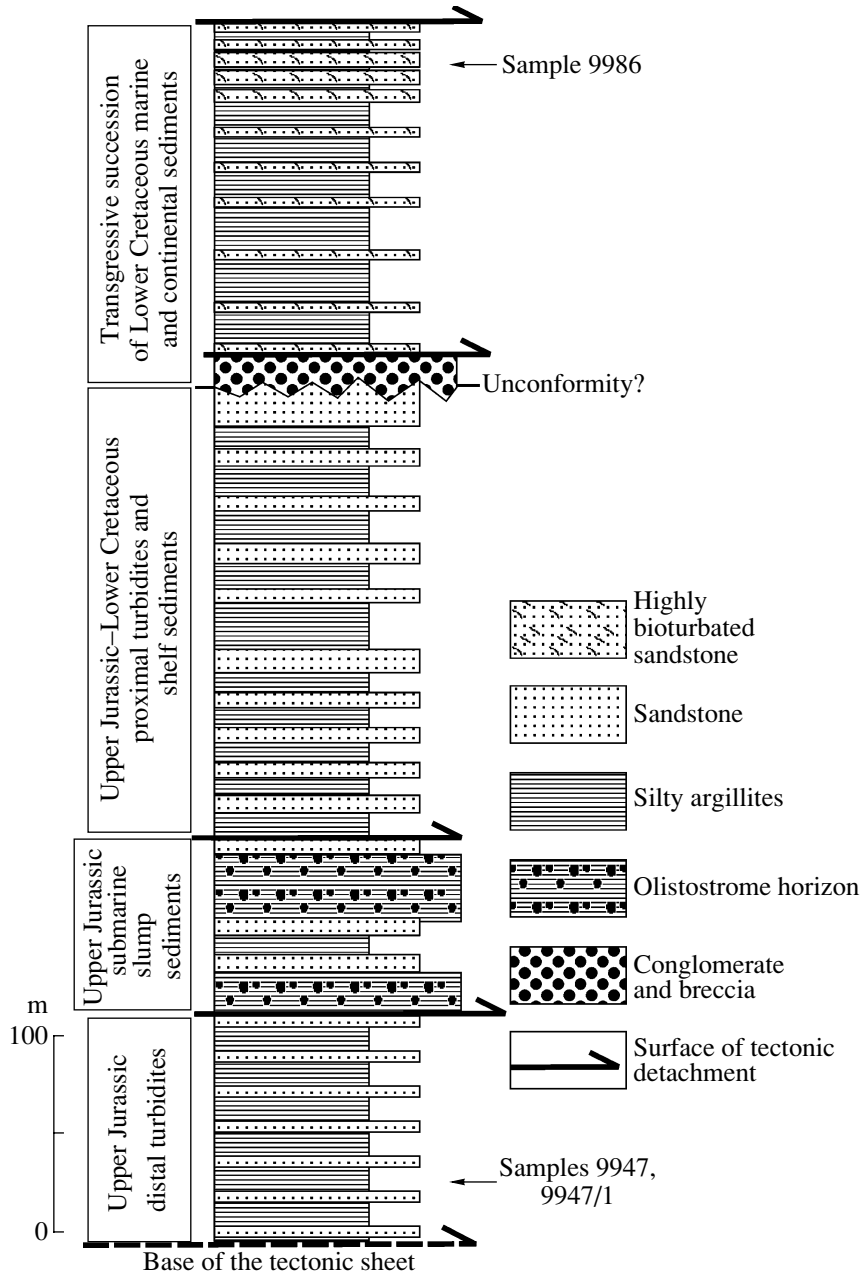 Transgressive succession
of Lower Cretaceous marine
and continental sediments
Sample 9986
Unconformity?
Upper Jurassic–Lower Cretaceous
proximal turbidites and
shelf sediments
Highly
bioturbated
sandstone
Sandstone
Silty argillites
Olistostrome horizon
Conglomerate
and breccia
Surface of tectonic
detachment
Upper Jurassic
submarine
slump
sediments
m
100
0
Upper Jurassic
distal turbidites
Samples 9947,
9947/1
Base of the tectonic sheet